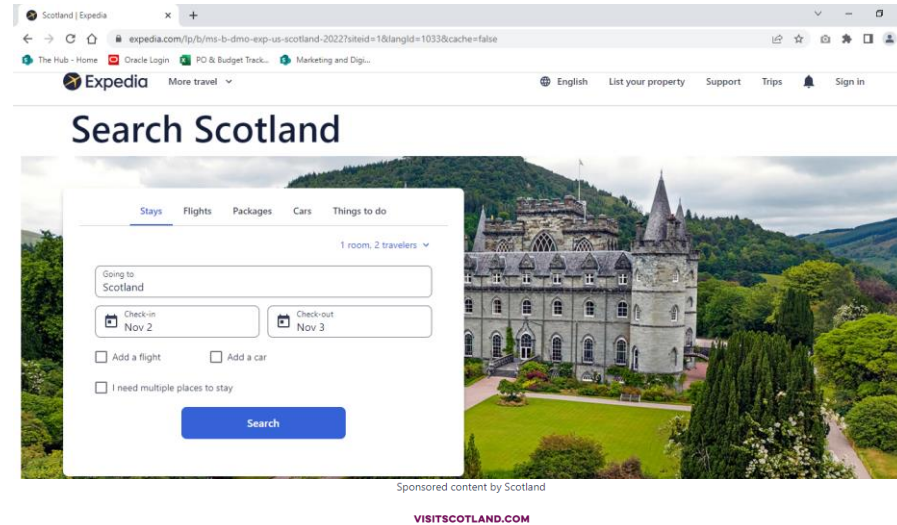 Scotland | Expedia
expedia.com/lp/b/ms-b-dmo-exp-us-scotland-2022?siteid=1&langId=1033&cache=false
The Hub - Home Oracle Login PO & Budget Track... Marketing and Digi...
Expedia More travel English List your property Support Trips Sign in
Search Scotland
Stays Flights Packages Cars Things to do
1 room, 2 travelers
Going to
Scotland
Check-in Check-out
Nov 2 Nov 3
Add a flight Add a car
I need multiple places to stay
Search
Sponsored content by Scotland
VISITSCOTLAND.COM